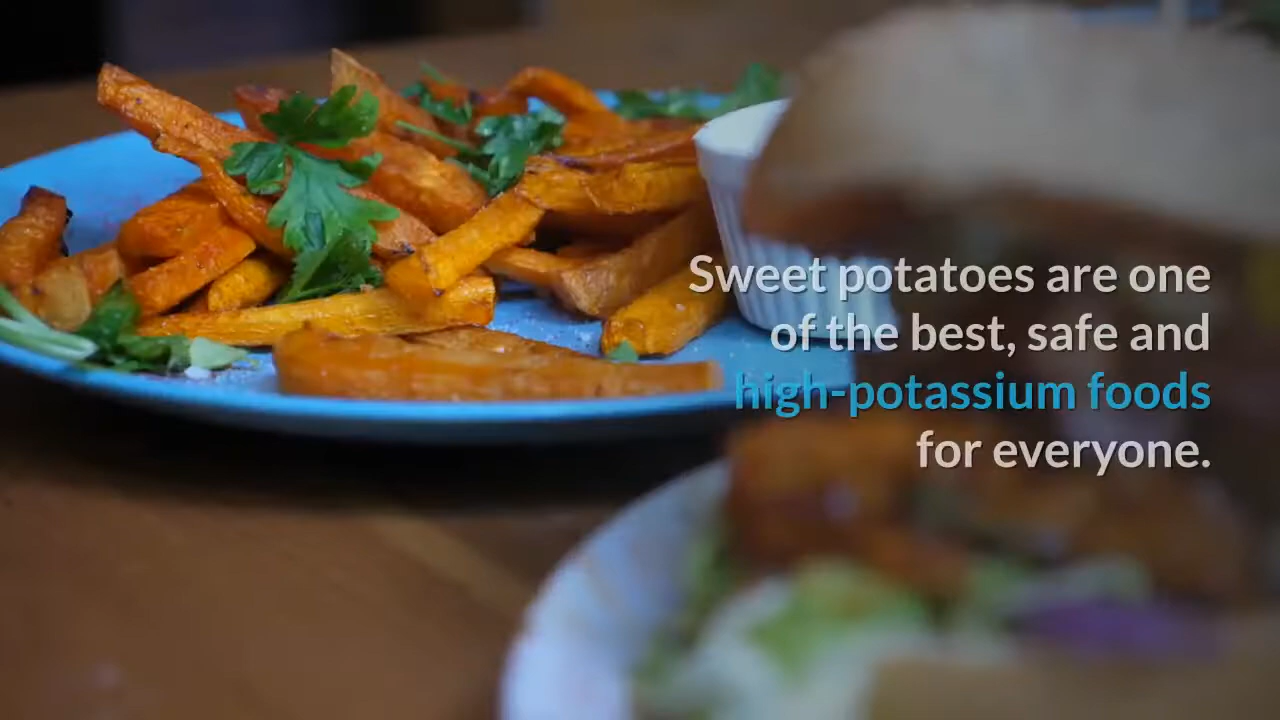 Sweet potatoes are one
of the best, safe and
high-potassium foods
for everyone.